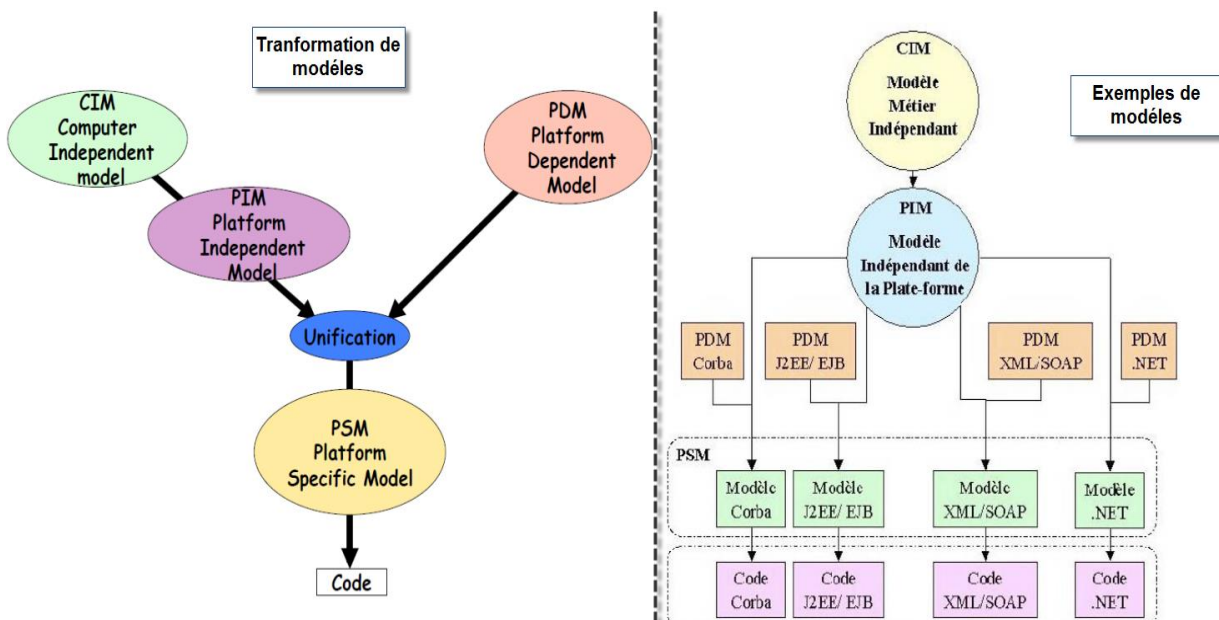 Tranformation de
modéles
CIM
Computer
Independent
model
PIM
Platform
Independent
Model
PDM
Platform
Dependent
Model
Unification
PSM
Platform
Specific Model
Code
Exemples de
modéles
CIM
Modèle
Métier
Indépendant
PIM
Modèle
Indépendant de
la Plate-forme
PDM
Corba
PDM
J2EE/ EJB
PDM
XML/SOAP
PDM
.NET
PSM
Modèle
Corba
Modèle
J2EE/ EJB
Modèle
XML/SOAP
Modèle
.NET
Code
Corba
Code
J2EE/ EJB
Code
XML/SOAP
Code
.NET